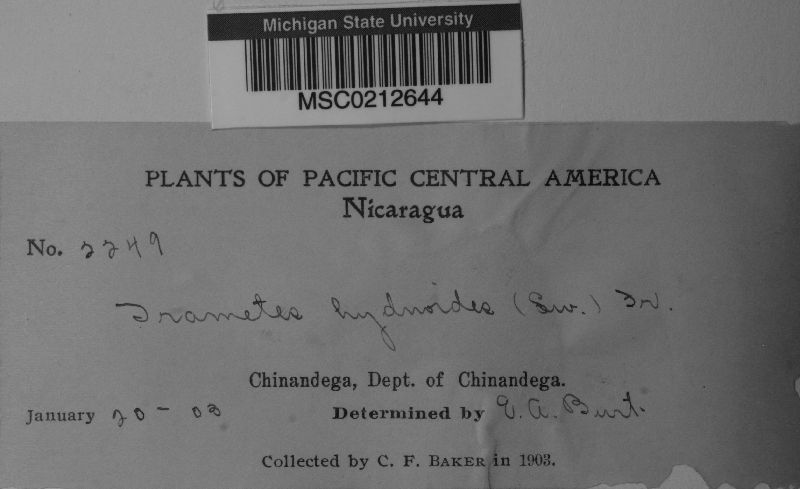 Michigan State University
MSC0212644
PLANTS OF PACIFIC CENTRAL AMERICA
Nicaragua
No. 2249
Trametes hydnoides (Sw.) Fr.
Chinandega, Dept. of Chinandega.
January 20 - 03 Determined by E. A. Burt.
Collected by C. F. BAKER in 1903.